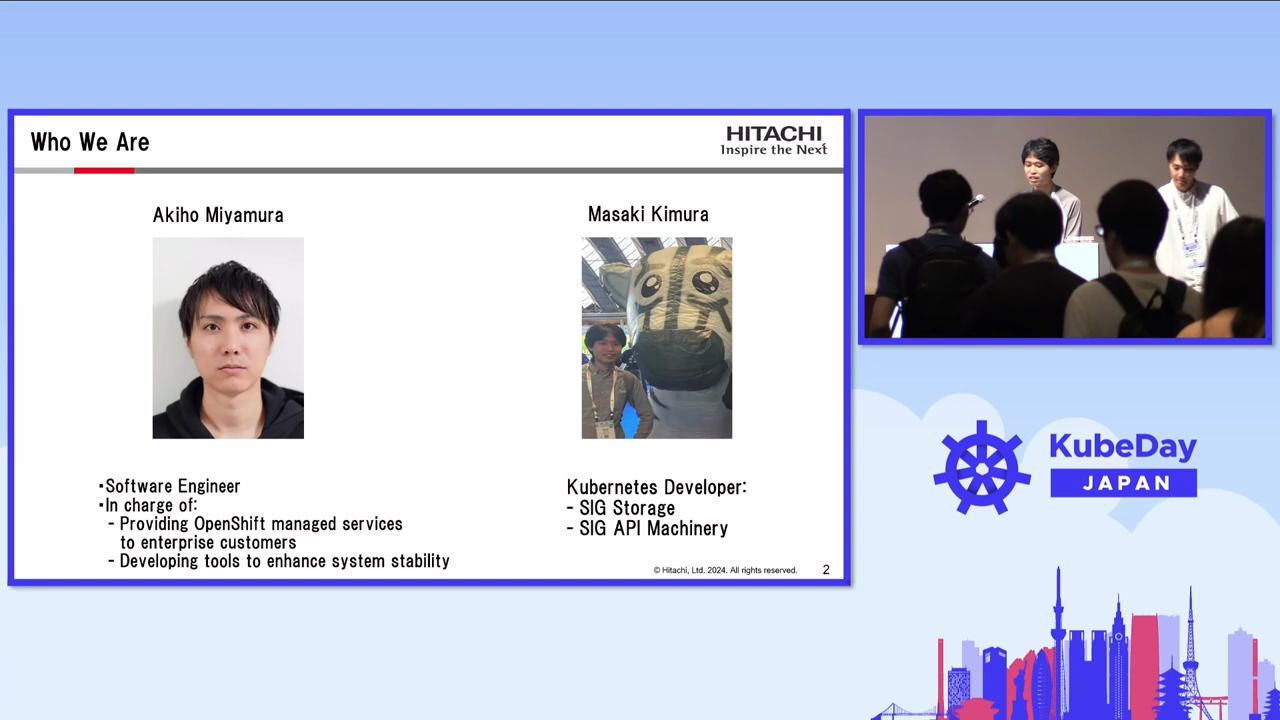 Who We Are
HITACHI
Inspire the Next
Akiho Miyamura
Masaki Kimura
・Software Engineer
・In charge of:
- Providing OpenShift managed services
to enterprise customers
- Developing tools to enhance system stability
Kubernetes Developer:
- SIG Storage
- SIG API Machinery
© Hitachi, Ltd. 2024. All rights reserved.
2
KubeDay
JAPAN